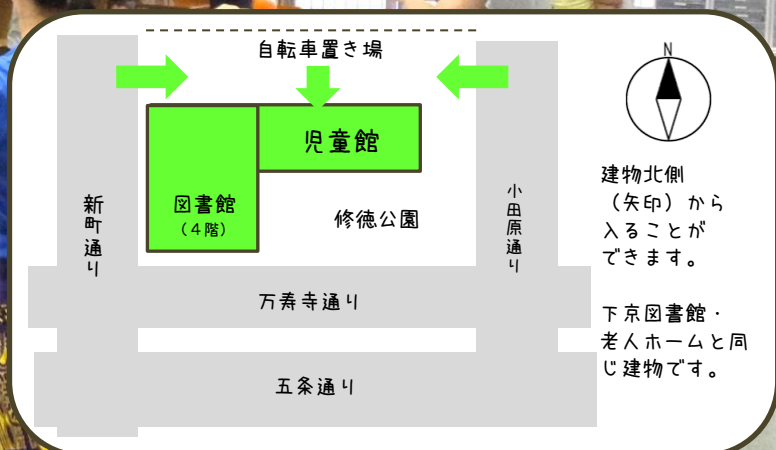 自転車置き場
N
児童館
図書館
(4階)
修徳公園
新町通り
小田原通り
万寿寺通り
五条通り
建物北側
(矢印)から
入ることが
できます。
下京図書館・
老人ホームと同
じ建物です。